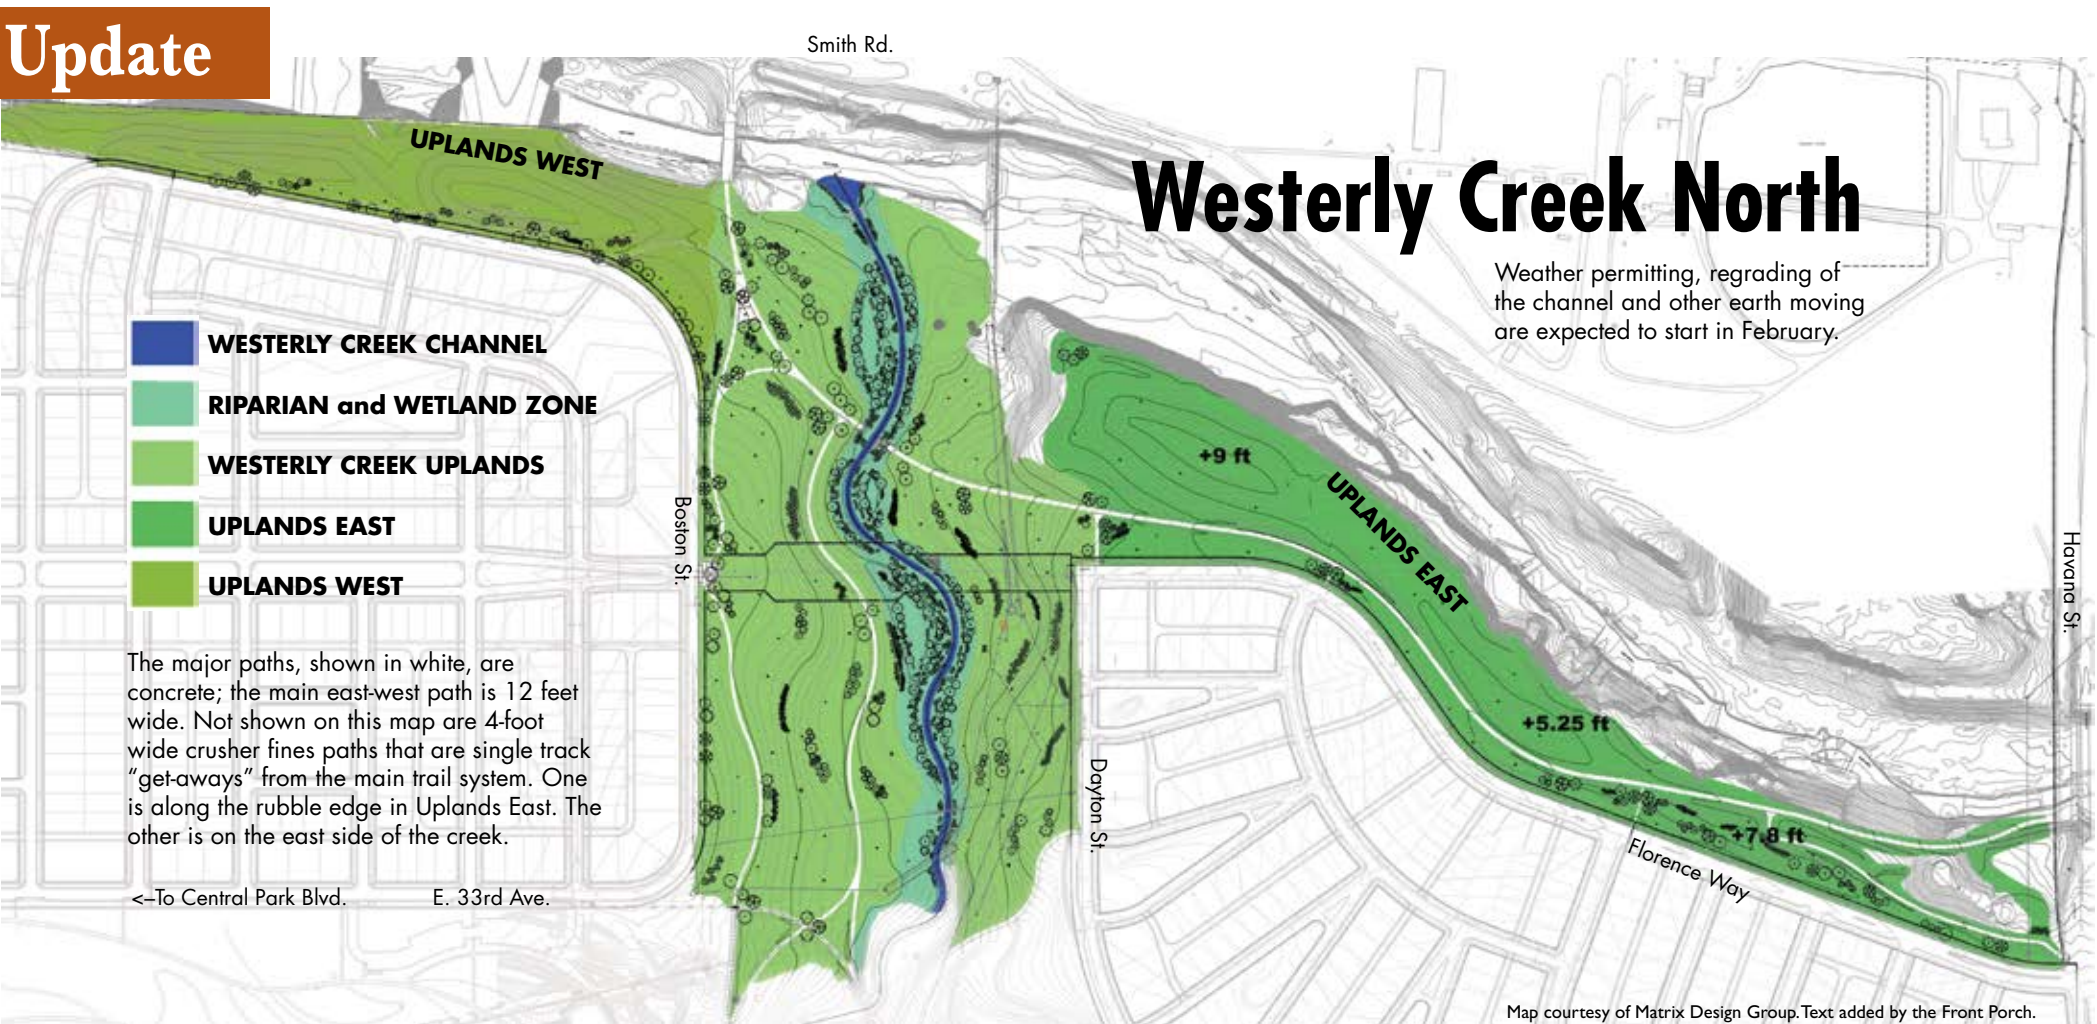 Update
Smith Rd.
UPLANDS WEST
Westerly Creek North
Weather permitting, regrading of
the channel and other earth moving
are expected to start in February.
WESTERLY CREEK CHANNEL
RIPARIAN and WETLAND ZONE
WESTERLY CREEK UPLANDS
UPLANDS EAST
UPLANDS WEST
+9 ft
UPLANDS EAST
Boston St.
Havana St.
The major paths, shown in white, are
concrete; the main east-west path is 12 feet
wide. Not shown on this map are 4-foot
wide crusher fines paths that are single track
“get-aways” from the main trail system. One
is along the rubble edge in Uplands East. The
other is on the east side of the creek.
+5.25 ft
Dayton St.
+7.8 ft
Florence Way
<–To Central Park Blvd.
E. 33rd Ave.
Map courtesy of Matrix Design Group.Text added by the Front Porch.